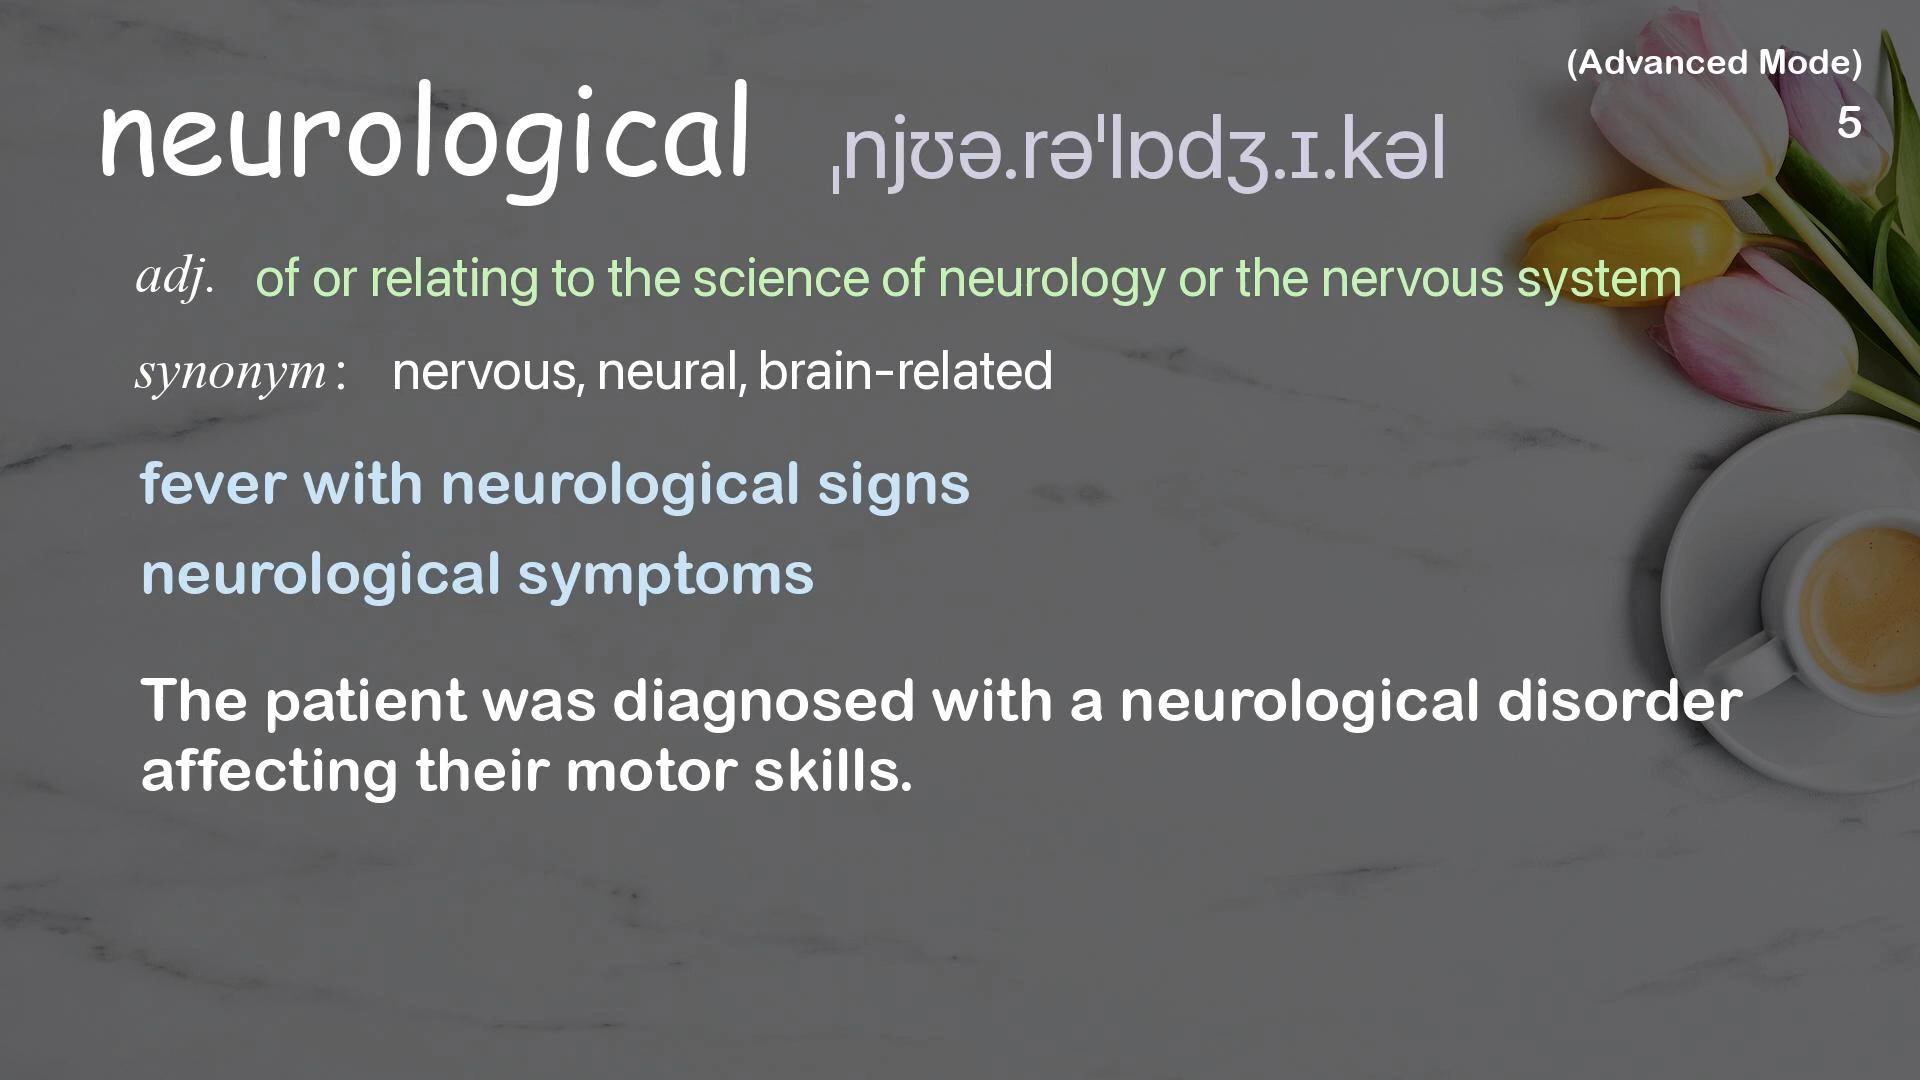 (Advanced Mode)
neurological ˌnjʊə.rəˈlɒdʒ.ɪ.kəl
5
adj. of or relating to the science of neurology or the nervous system
synonym: nervous, neural, brain-related
fever with neurological signs
neurological symptoms
The patient was diagnosed with a neurological disorder
affecting their motor skills.